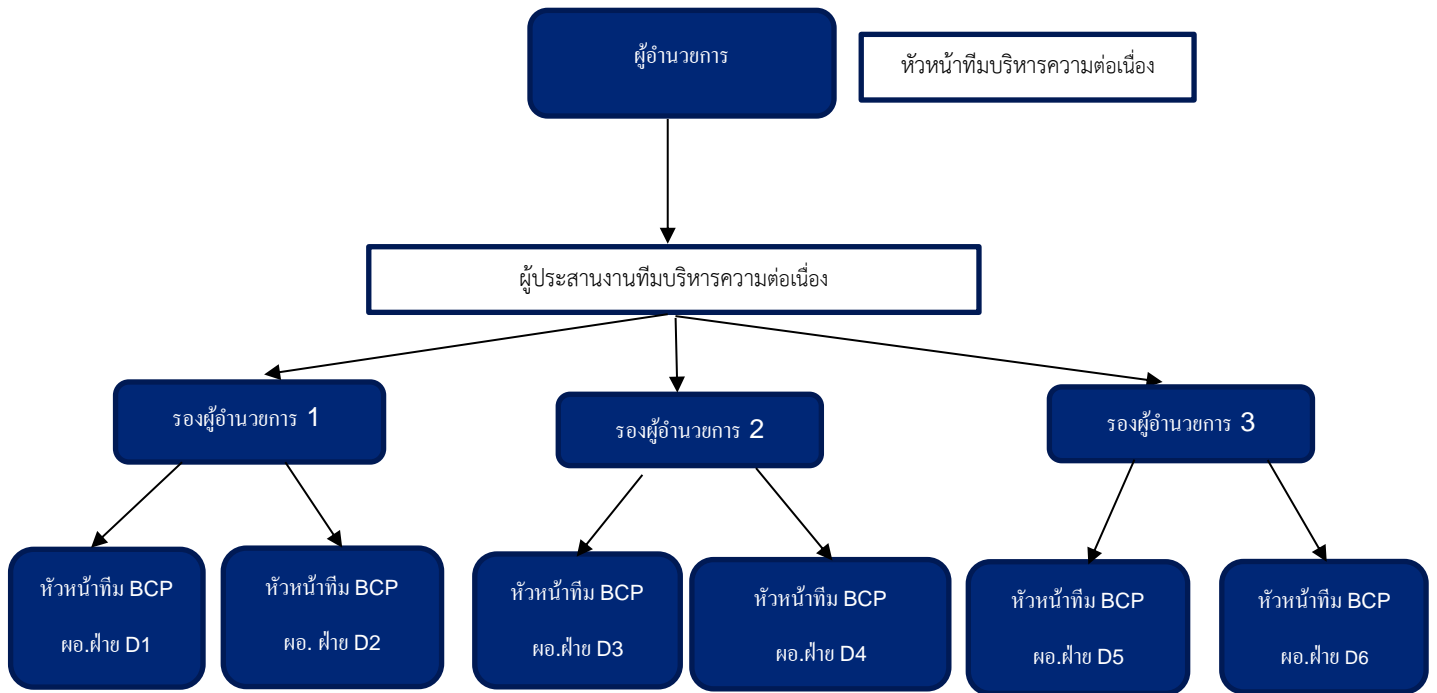 ผู้อำนวยการ
หัวหน้าทีมบริหารความต่อเนื่อง
ผู้ประสานงานทีมบริหารความต่อเนื่อง
รองผู้อำนวยการ 1
รองผู้อำนวยการ 2
รองผู้อำนวยการ 3
หัวหน้าทีม BCP
ผอ.ฝ่าย D1
หัวหน้าทีม BCP
ผอ. ฝ่าย D2
หัวหน้าทีม BCP
ผอ.ฝ่าย D3
หัวหน้าทีม BCP
ผอ.ฝ่าย D4
หัวหน้าทีม BCP
ผอ.ฝ่าย D5
หัวหน้าทีม BCP
ผอ.ฝ่าย D6